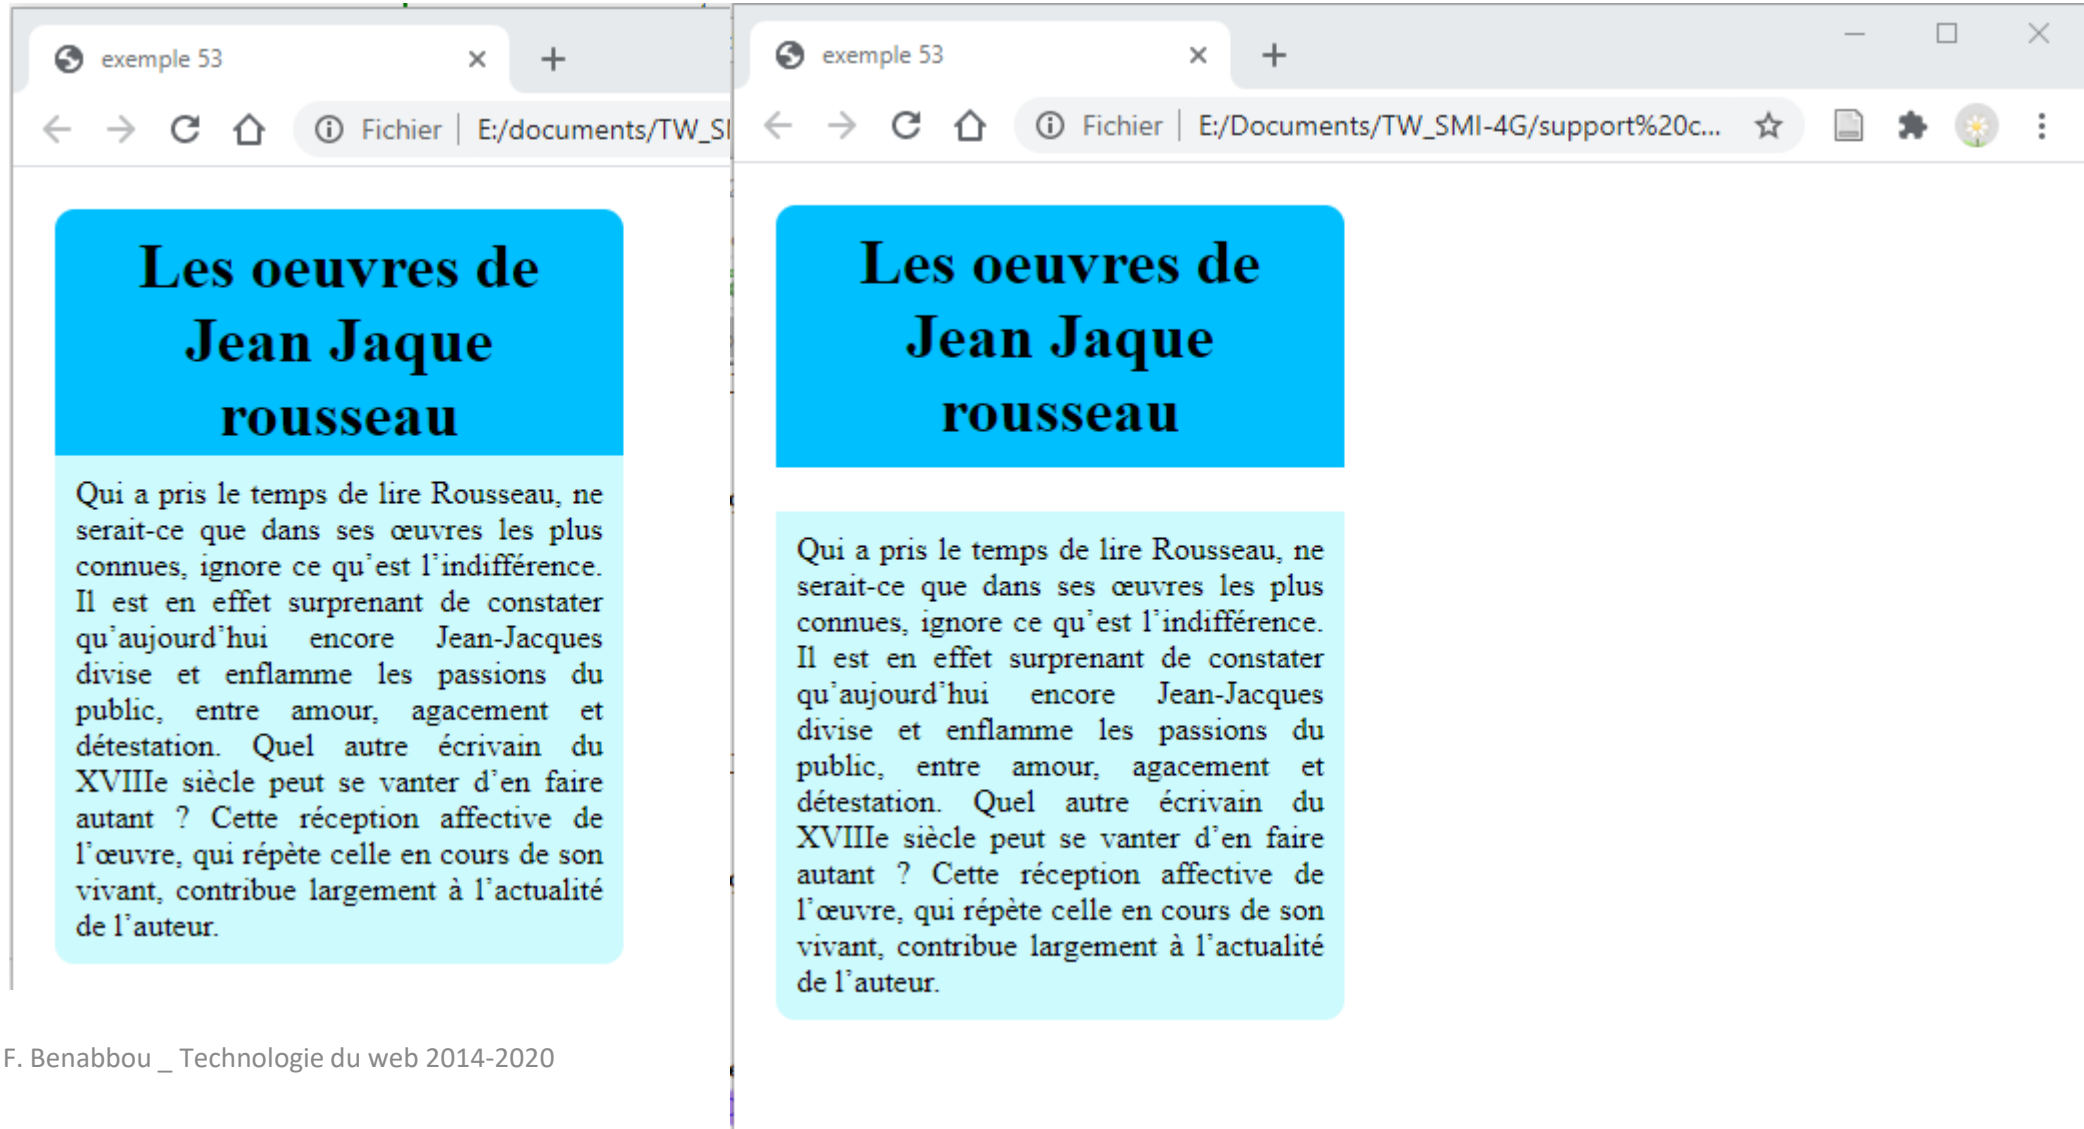 exemple 53
Fichier
E:/documents/TW_SI
Les oeuvres de
Jean Jaque
rousseau
Qui a pris le temps de lire Rousseau, ne
serait-ce que dans ses œuvres les plus
connues, ignore ce qu’est l’indifférence.
Il est en effet surprenant de constater
qu’aujourd’hui encore Jean-Jacques
divise et enflamme les passions du
public, entre amour, agacement et
détestation. Quel autre écrivain du
XVIIIe siècle peut se vanter d’en faire
autant ? Cette réception affective de
l’œuvre, qui répète celle en cours de son
vivant, contribue largement à l’actualité
de l’auteur.
F. Benabbou _ Technologie du web 2014-2020
exemple 53
Fichier
E:/Documents/TW_SMI-4G/support%20c...
Les oeuvres de
Jean Jaque
rousseau
Qui a pris le temps de lire Rousseau, ne
serait-ce que dans ses œuvres les plus
connues, ignore ce qu’est l’indifférence.
Il est en effet surprenant de constater
qu’aujourd’hui encore Jean-Jacques
divise et enflamme les passions du
public, entre amour, agacement et
détestation. Quel autre écrivain du
XVIIIe siècle peut se vanter d’en faire
autant ? Cette réception affective de
l’œuvre, qui répète celle en cours de son
vivant, contribue largement à l’actualité
de l’auteur.